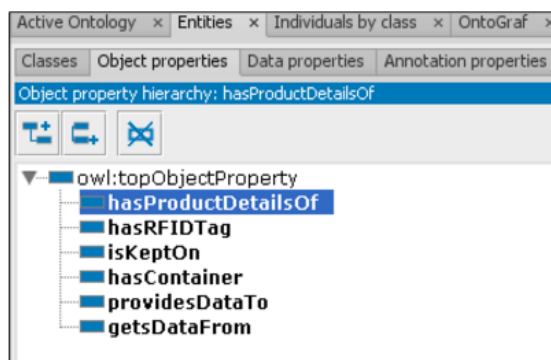 Active Ontology × Entities × Individuals by class × OntoGraf ×
Classes Object properties Data properties Annotation properties
Object property hierarchy: hasProductDetailsOf
owl:topObjectProperty
hasProductDetailsOf
hasRFIDTag
isKeptOn
hasContainer
providesDataTo
getsDataFrom